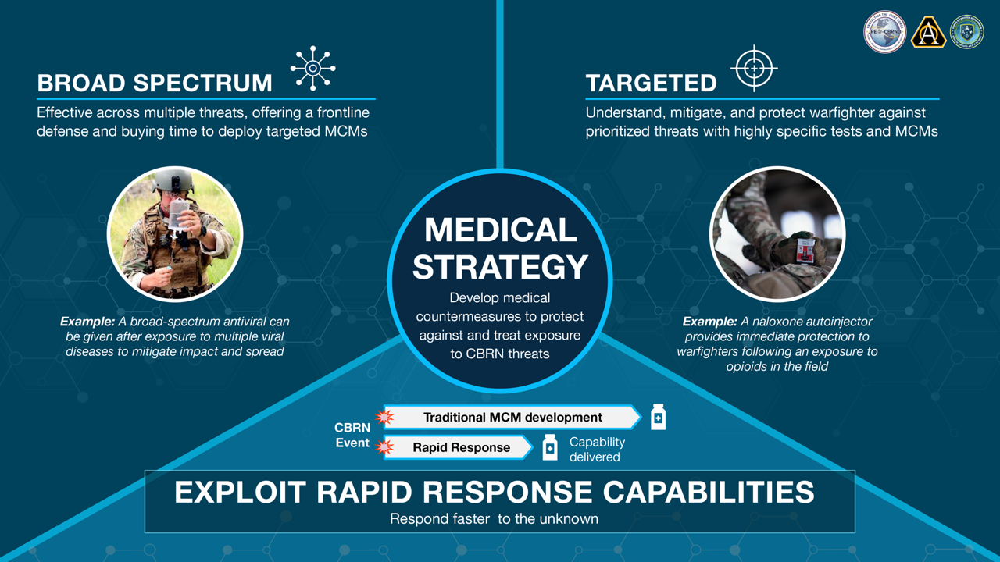 BROAD SPECTRUM
Effective across multiple threats, offering a frontline
defense and buying time to deploy targeted MCMs
Example: A broad-spectrum antiviral can
be given after exposure to multiple viral
diseases to mitigate impact and spread
TARGETED
Understand, mitigate, and protect warfighter against
prioritized threats with highly specific tests and MCMs
Example: A naloxone autoinjector
provides immediate protection to
warfighters following an exposure to
opioids in the field
MEDICAL
STRATEGY
Develop medical
countermeasures to protect
against and treat exposure
to CBRN threats
CBRN
Event
Traditional MCM development
Rapid Response
Capability
delivered
EXPLOIT RAPID RESPONSE CAPABILITIES
Respond faster to the unknown